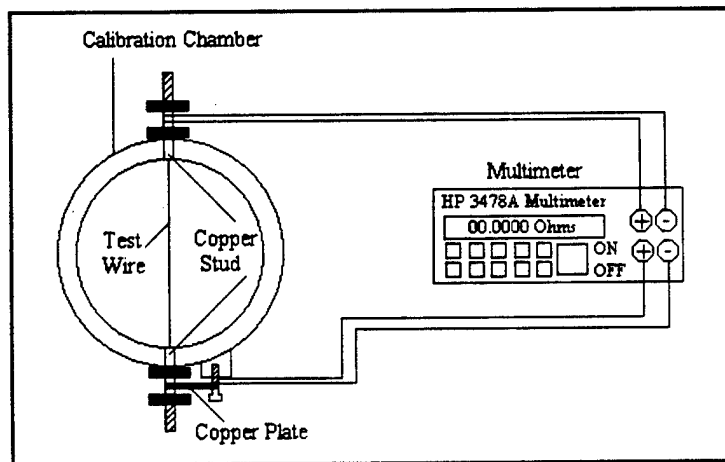 Calibration Chamber
Multimeter
HP 3478A Multimeter
00.0000 Ohms
+ -
ON
+ -
OFF
Test
Wire
Copper
Stud
Copper Plate